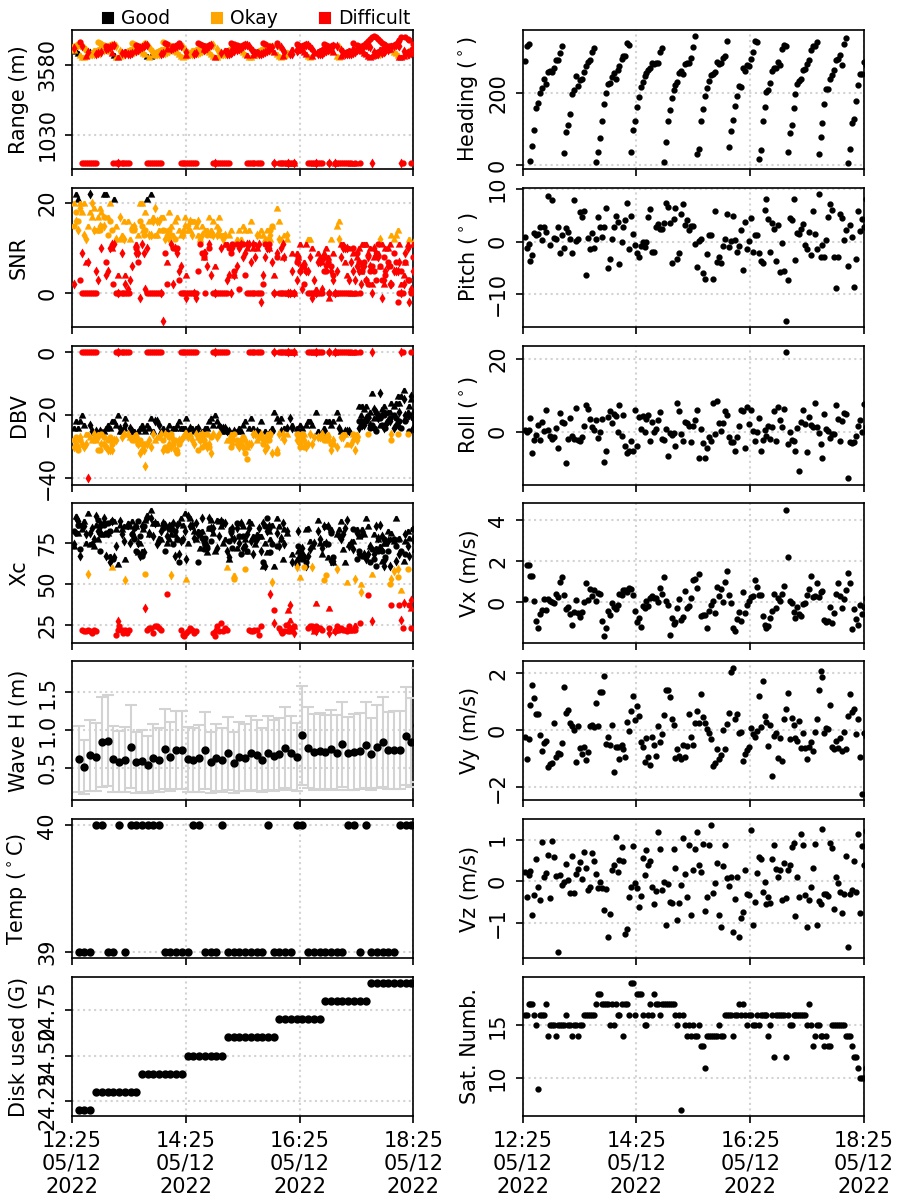 Good Okay Difficult
Range (m)
3580
1030
Heading (°)
200
0
SNR
20
0
Pitch (°)
10
0
−10
DBV
0
−20
−40
Roll (°)
20
0
Xc
75
50
25
Vx (m/s)
4
2
0
Wave H (m)
1.5
1.0
0.5
Vy (m/s)
2
0
−2
Temp (°C)
40
39
Vz (m/s)
1
0
−1
Disk used (G)
24.75
24.50
24.25
Sat. Numb.
15
10
12:25 14:25 16:25 18:25 12:25 14:25 16:25 18:25
05/12 05/12 05/12 05/12 05/12 05/12 05/12 05/12
2022 2022 2022 2022 2022 2022 2022 2022